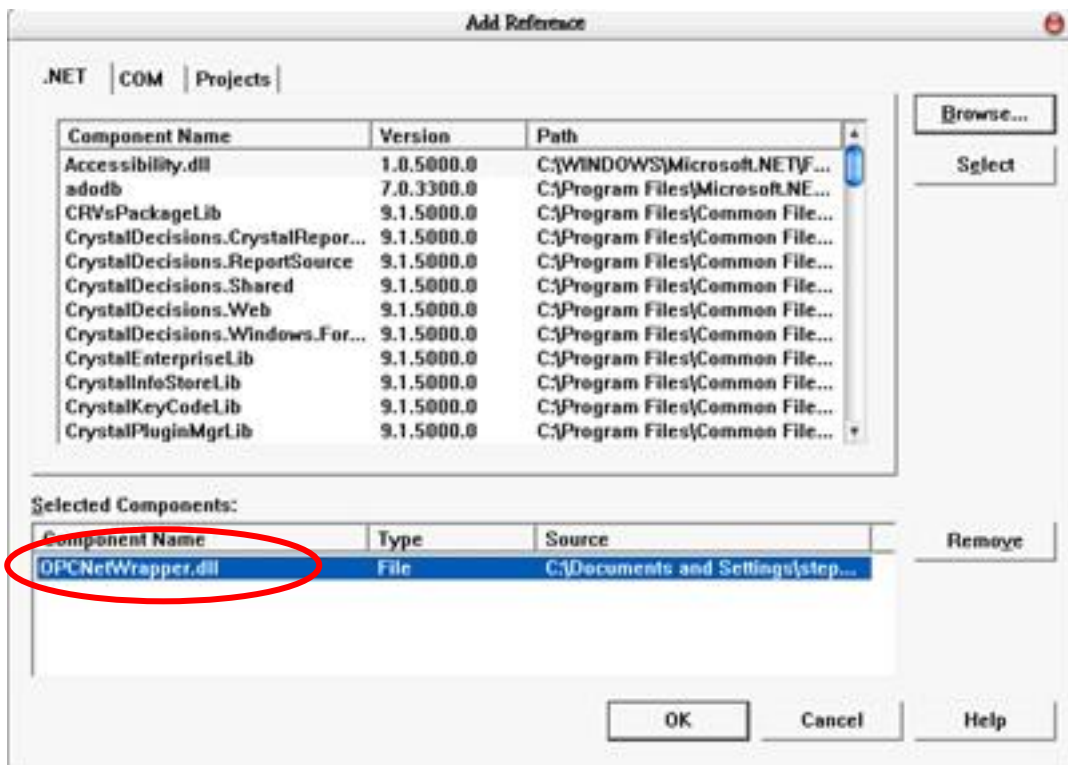 Add Reference
.NET COM Projects
Browse...
Component Name Version Path
Accessibility.dll 1.0.5000.0 C:\WINDOWS\Microsoft.NET\F...
Select
adodb 7.0.3300.0 C:\Program Files\Microsoft.NE...
CRVsPackageLib 9.1.5000.0 C:\Program Files\Common File...
CrystalDecisions.CrystalRepor... 9.1.5000.0 C:\Program Files\Common File...
CrystalDecisions.ReportSource 9.1.5000.0 C:\Program Files\Common File...
CrystalDecisions.Shared 9.1.5000.0 C:\Program Files\Common File...
CrystalDecisions.Web 9.1.5000.0 C:\Program Files\Common File...
CrystalDecisions.Windows.For... 9.1.5000.0 C:\Program Files\Common File...
CrystalEnterpriseLib 9.1.5000.0 C:\Program Files\Common File...
CrystalInfoStoreLib 9.1.5000.0 C:\Program Files\Common File...
CrystalKeyCodeLib 9.1.5000.0 C:\Program Files\Common File...
CrystalPluginMgrLib 9.1.5000.0 C:\Program Files\Common File...
Selected Components:
Component Name Type Source
Remove
OPCNetWrapper.dll File C:\Documents and Settings\step...
OK Cancel Help